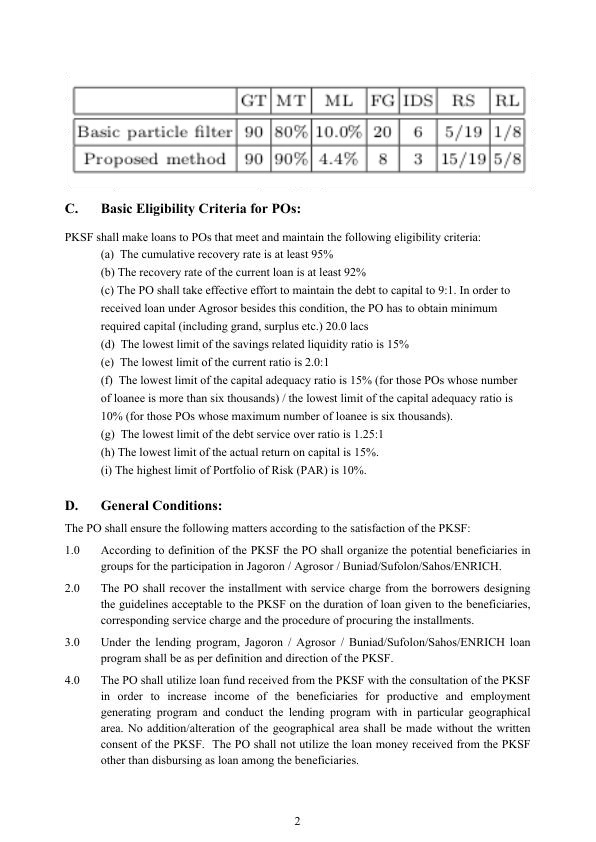 GT MT ML FG IDS RS RL
Basic particle filter 90 80% 10.0% 20 6 5/19 1/8
Proposed method 90 90% 4.4% 8 3 15/19 5/8
C. Basic Eligibility Criteria for POs:
PKSF shall make loans to POs that meet and maintain the following eligibility criteria:
(a) The cumulative recovery rate is at least 95%
(b) The recovery rate of the current loan is at least 92%
(c) The PO shall take effective effort to maintain the debt to capital to 9:1. In order to
received loan under Agrosor besides this condition, the PO has to obtain minimum
required capital (including grand, surplus etc.) 20.0 lacs
(d) The lowest limit of the savings related liquidity ratio is 15%
(e) The lowest limit of the current ratio is 2.0:1
(f) The lowest limit of the capital adequacy ratio is 15% (for those POs whose number
of loanee is more than six thousands) / the lowest limit of the capital adequacy ratio is
10% (for those POs whose maximum number of loanee is six thousands).
(g) The lowest limit of the debt service over ratio is 1.25:1
(h) The lowest limit of the actual return on capital is 15%.
(i) The highest limit of Portfolio of Risk (PAR) is 10%.
D. General Conditions:
The PO shall ensure the following matters according to the satisfaction of the PKSF:
1.0 According to definition of the PKSF the PO shall organize the potential beneficiaries in
groups for the participation in Jagoron / Agrosor / Buniad/Sufolon/Sahos/ENRICH.
2.0 The PO shall recover the installment with service charge from the borrowers designing
the guidelines acceptable to the PKSF on the duration of loan given to the beneficiaries,
corresponding service charge and the procedure of procuring the installments.
3.0 Under the lending program, Jagoron / Agrosor / Buniad/Sufolon/Sahos/ENRICH loan
program shall be as per definition and direction of the PKSF.
4.0 The PO shall utilize loan fund received from the PKSF with the consultation of the PKSF
in order to increase income of the beneficiaries for productive and employment
generating program and conduct the lending program with in particular geographical
area. No addition/alteration of the geographical area shall be made without the written
consent of the PKSF. The PO shall not utilize the loan money received from the PKSF
other than disbursing as loan among the beneficiaries.
2